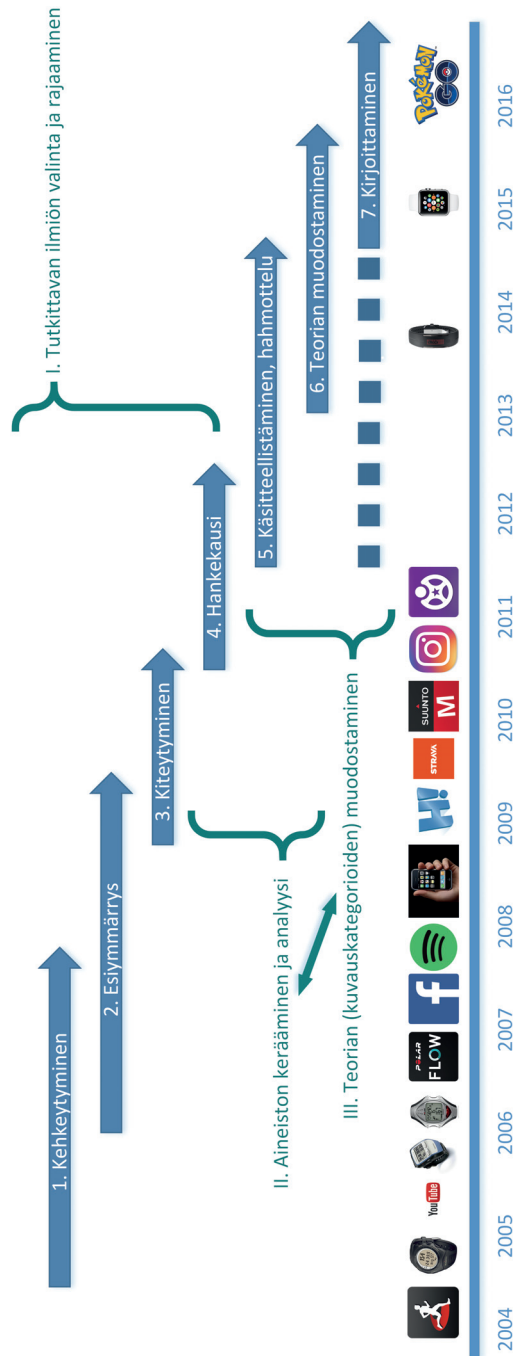 I. Tutkittavan ilmiön valinta ja rajaaminen
1. Kehkeytyminen
2. Esiymmärrys
3. Kiteytyminen
4. Hankekausi
5. Käsitteellistäminen, hahmottelu
6. Teorian muodostaminen
7. Kirjoittaminen
II. Aineiston kerääminen ja analyysi
III. Teorian (kuvauskategorioiden) muodostaminen
You Tube
POLAR
FLOW
f
H!
STRAVA
SUUNTO
M
POKÉMON
GO
2004 2005 2006 2007 2008 2009 2010 2011 2012 2013 2014 2015 2016